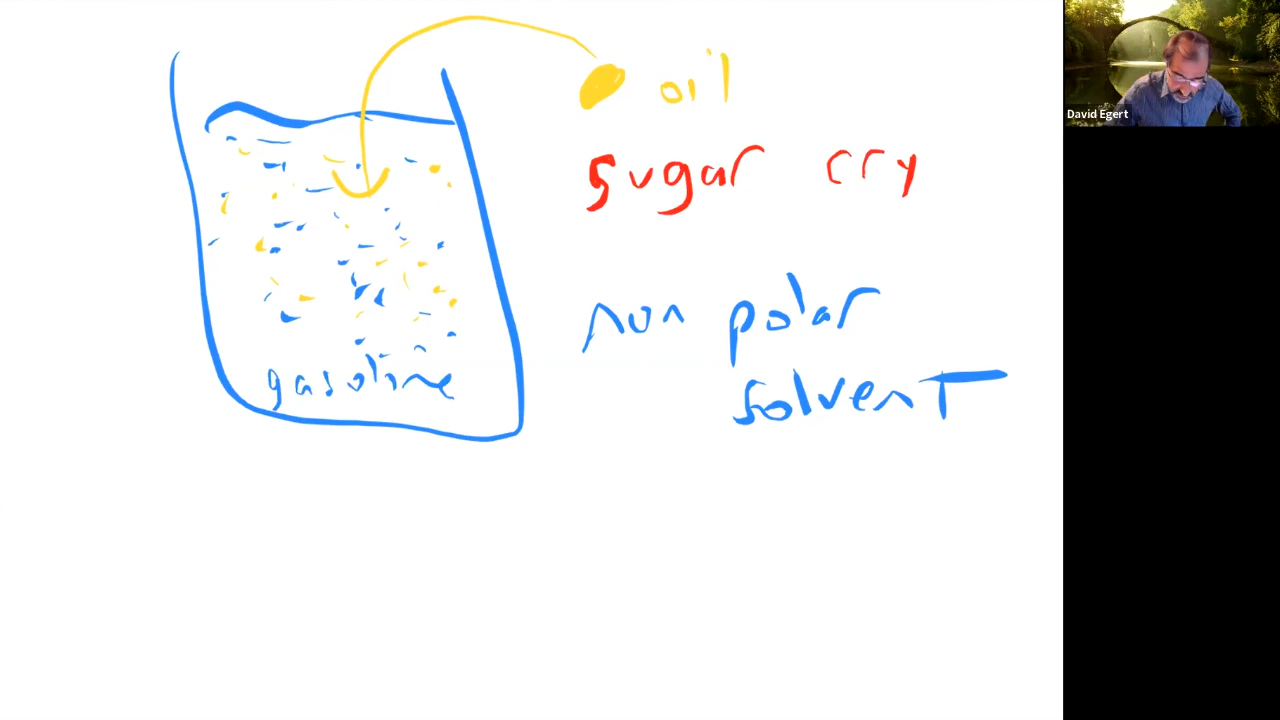 oil
sugar cry
non polar
solvent
gasoline
David Egert